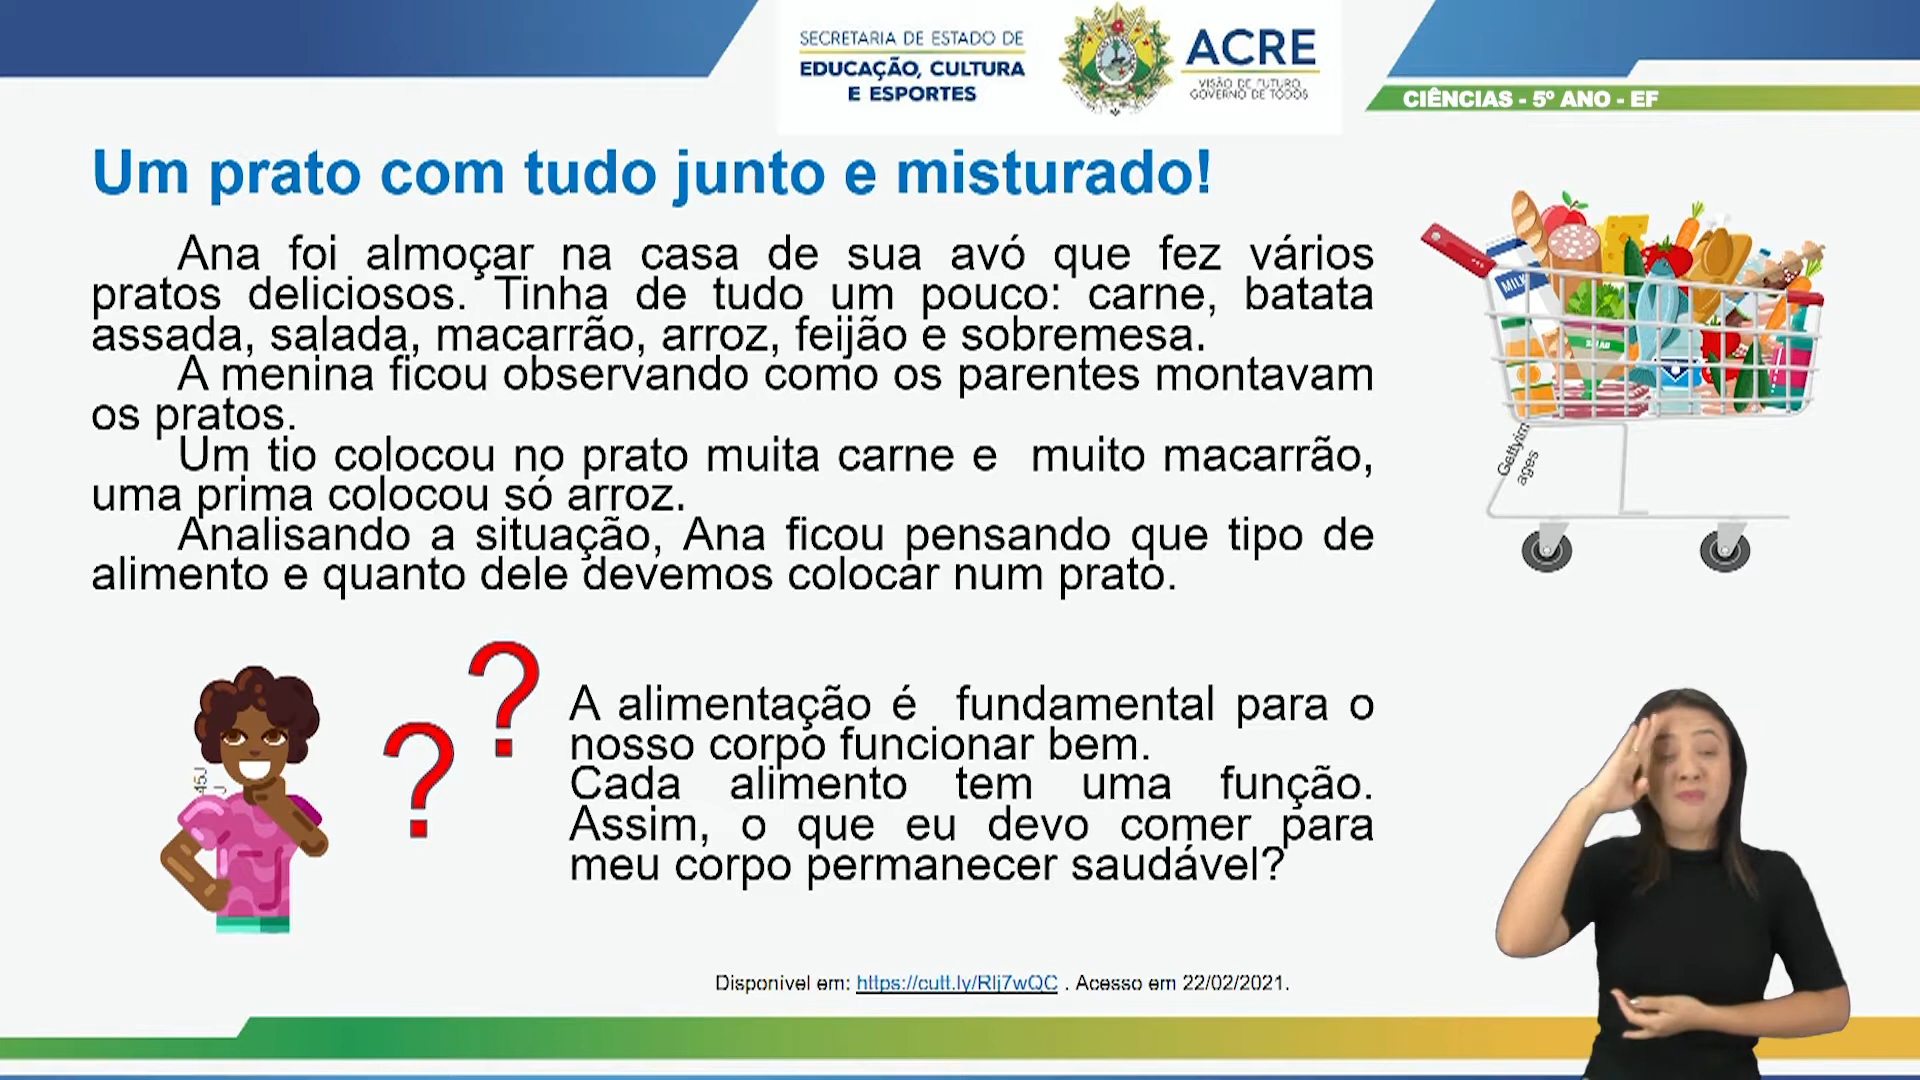 SECRETARIA DE ESTADO DE
EDUCAÇÃO, CULTURA
E ESPORTES
ACRE
VISÃO DE FUTURO
GOVERNO DE TODOS
CIÊNCIAS - 5º ANO - EF
Um prato com tudo junto e misturado!
Ana foi almoçar na casa de sua avó que fez vários
pratos deliciosos. Tinha de tudo um pouco: carne, batata
assada, salada, macarrão, arroz, feijão e sobremesa.
A menina ficou observando como os parentes montavam
os pratos.
Um tio colocou no prato muita carne e muito macarrão,
uma prima colocou só arroz.
Analisando a situação, Ana ficou pensando que tipo de
alimento e quanto dele devemos colocar num prato.
MILK
Gettyim
ages
? ?
A alimentação é fundamental para o
nosso corpo funcionar bem.
Cada alimento tem uma função.
Assim, o que eu devo comer para
meu corpo permanecer saudável?
Disponivel em: https://cutt.ly/RIj7wQC . Acesso em 22/02/2021.